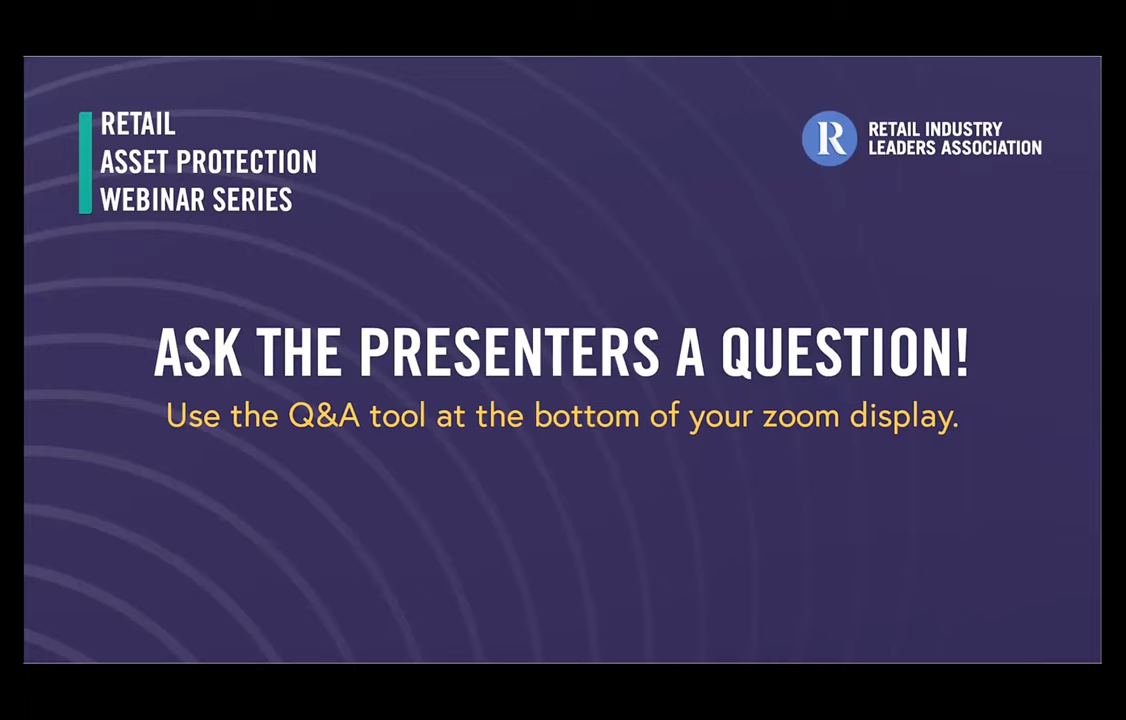 RETAIL
ASSET PROTECTION
WEBINAR SERIES
R
RETAIL INDUSTRY
LEADERS ASSOCIATION
ASK THE PRESENTERS A QUESTION!
Use the Q&A tool at the bottom of your zoom display.